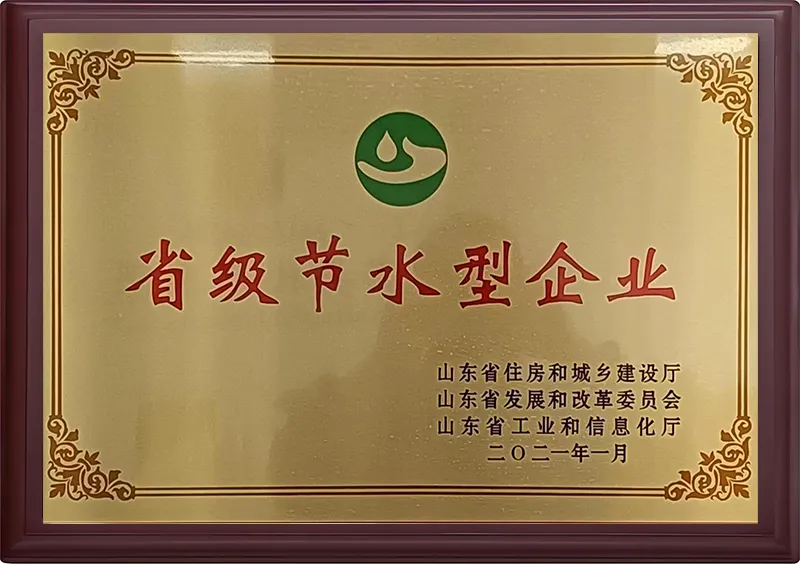 省级节水型企业
山东省住房和城乡建设厅
山东省发展和改革委员会
山东省工业和信息化厅
二〇二一年一月